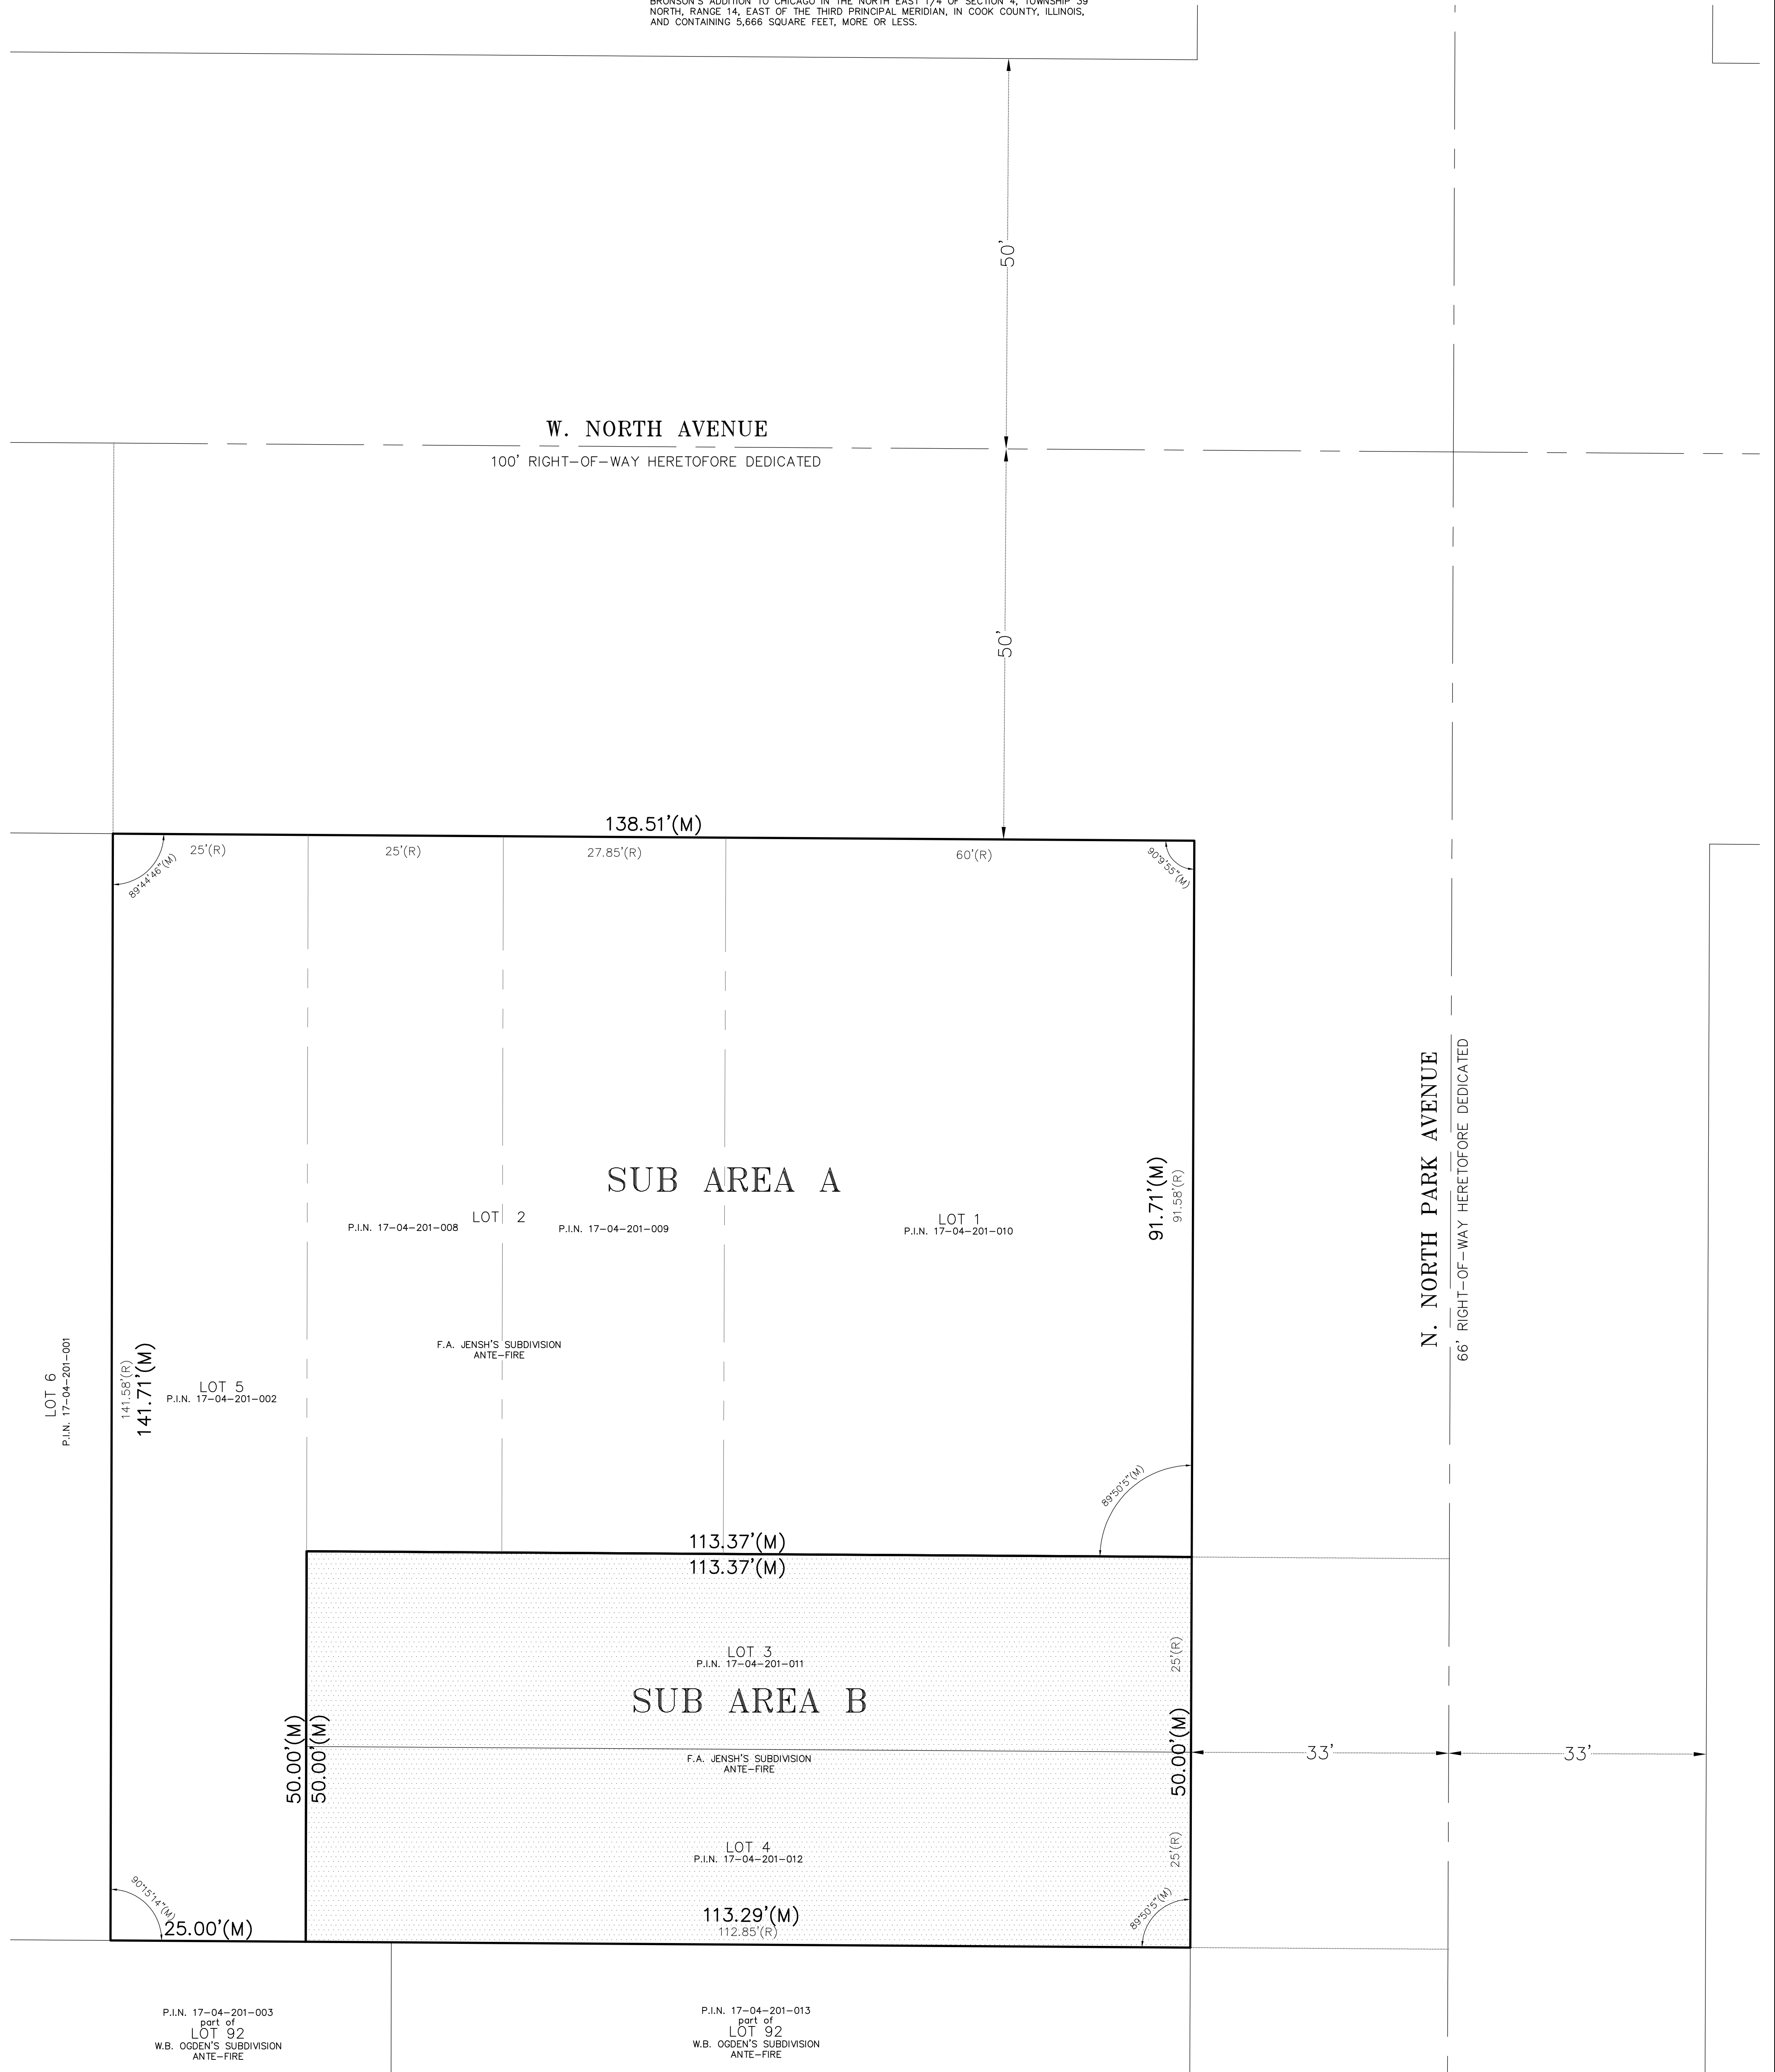 BRONSON'S ADDITION TO CHICAGO IN THE NORTH EAST 1/4 OF SECTION 4, TOWNSHIP 39
NORTH, RANGE 14, EAST OF THE THIRD PRINCIPAL MERIDIAN, IN COOK COUNTY, ILLINOIS,
AND CONTAINING 5,666 SQUARE FEET, MORE OR LESS.
50'
W. NORTH AVENUE
100' RIGHT-OF-WAY HERETOFORE DEDICATED
50'
138.51'(M)
25'(R)
25'(R)
27.85'(R)
60'(R)
89°44'46"(M)
90°9'55"(M)
N. NORTH PARK AVENUE
66' RIGHT-OF-WAY HERETOFORE DEDICATED
SUB AREA A
91.71'(M)
91.58'(R)
LOT 2
P.I.N. 17-04-201-008
P.I.N. 17-04-201-009
LOT 1
P.I.N. 17-04-201-010
F.A. JENSH'S SUBDIVISION
ANTE-FIRE
LOT 6
P.I.N. 17-04-201-001
141.58'(R)
141.71'(M)
LOT 5
P.I.N. 17-04-201-002
89°50'5"(M)
113.37'(M)
113.37'(M)
LOT 3
P.I.N. 17-04-201-011
25'(R)
SUB AREA B
50.00'(M)
50.00'(M)
F.A. JENSH'S SUBDIVISION
ANTE-FIRE
50.00'(M)
33'
33'
LOT 4
P.I.N. 17-04-201-012
25'(R)
90°15'14"(M)
25.00'(M)
113.29'(M)
112.85'(R)
89°50'5"(M)
P.I.N. 17-04-201-003
part of
LOT 92
W.B. OGDEN'S SUBDIVISION
ANTE-FIRE
P.I.N. 17-04-201-013
part of
LOT 92
W.B. OGDEN'S SUBDIVISION
ANTE-FIRE